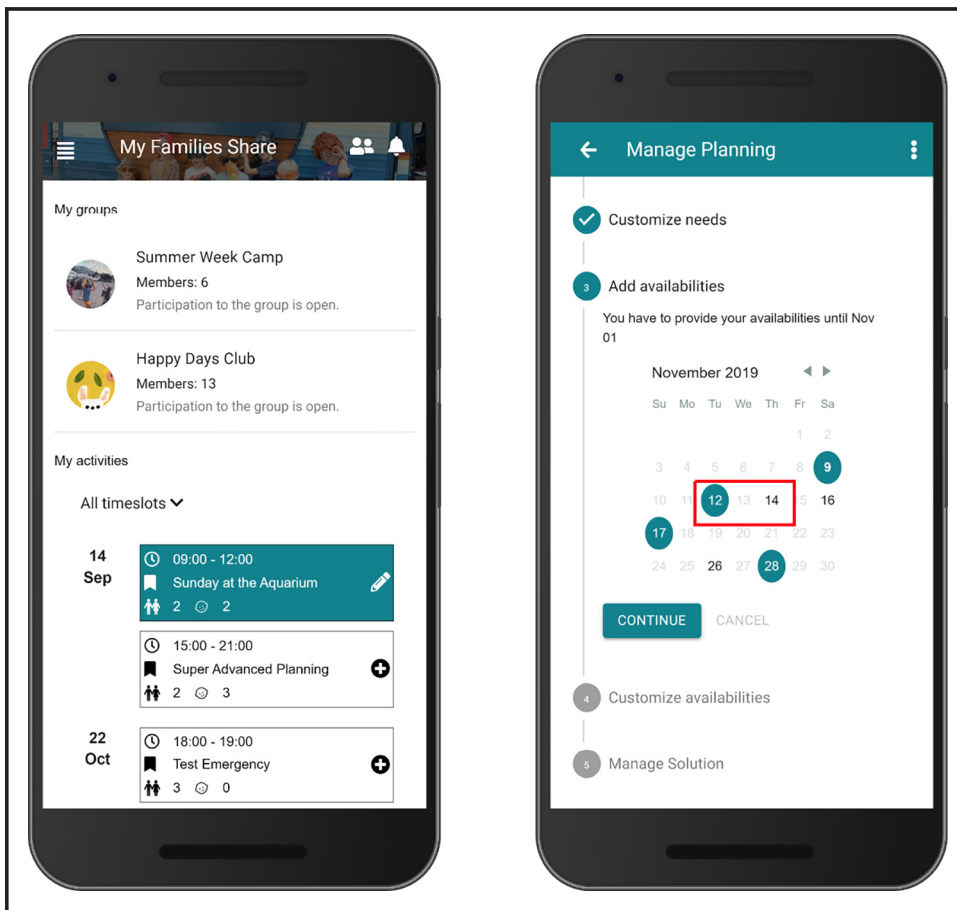 My Families Share
My groups
Summer Week Camp
Members: 6
Participation to the group is open.
Happy Days Club
Members: 13
Participation to the group is open.
My activities
All timeslots
14
Sep
09:00 - 12:00
Sunday at the Aquarium
2 2
15:00 - 21:00
Super Advanced Planning
2 3
22
Oct
18:00 - 19:00
Test Emergency
3 0
Manage Planning
Customize needs
3 Add availabilities
You have to provide your availabilities until Nov
01
November 2019
Su Mo Tu We Th Fr Sa
1 2
3 4 5 6 7 8 9
10 11 12 13 14 15 16
17 18 19 20 21 22 23
24 25 26 27 28 29 30
CONTINUE CANCEL
4 Customize availabilities
5 Manage Solution